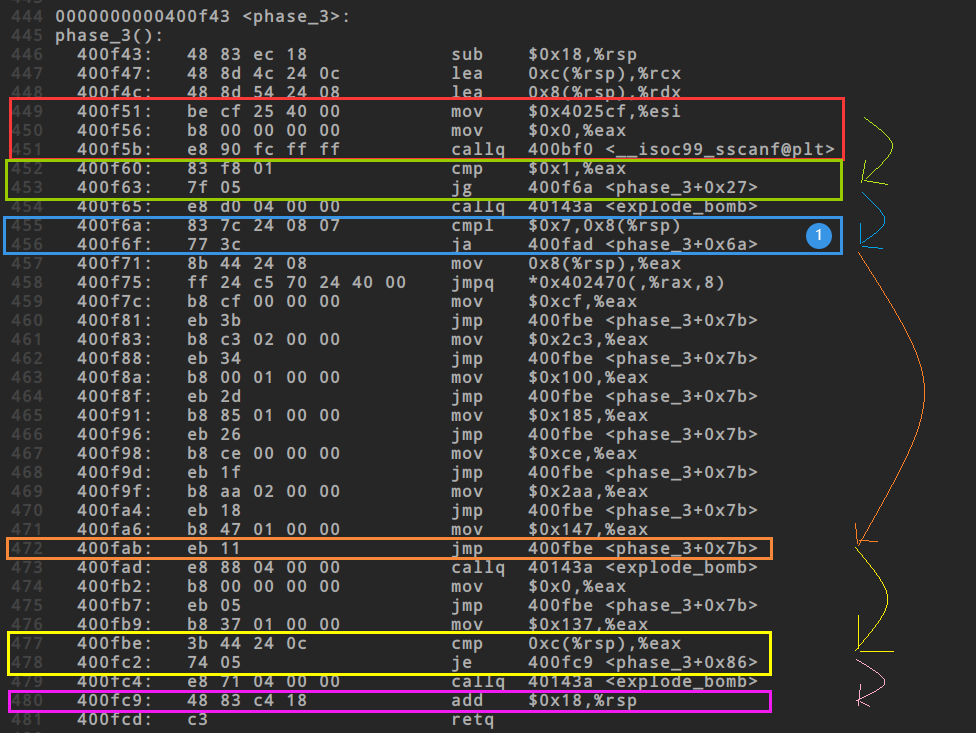 444 0000000000400f43 <phase_3>:
445 phase_3():
446 400f43: 48 83 ec 18 sub $0x18,%rsp
447 400f47: 48 8d 4c 24 0c lea 0xc(%rsp),%rcx
448 400f4c: 48 8d 54 24 08 lea 0x8(%rsp),%rdx
449 400f51: be cf 25 40 00 mov $0x4025cf,%esi
450 400f56: b8 00 00 00 00 mov $0x0,%eax
451 400f5b: e8 90 fc ff ff callq 400bf0 <__isoc99_sscanf@plt>
452 400f60: 83 f8 01 cmp $0x1,%eax
453 400f63: 7f 05 jg 400f6a <phase_3+0x27>
454 400f65: e8 d0 04 00 00 callq 40143a <explode_bomb>
455 400f6a: 83 7c 24 08 07 cmpl $0x7,0x8(%rsp)
1
456 400f6f: 77 3c ja 400fad <phase_3+0x6a>
457 400f71: 8b 44 24 08 mov 0x8(%rsp),%eax
458 400f75: ff 24 c5 70 24 40 00 jmpq *0x402470(,%rax,8)
459 400f7c: b8 cf 00 00 00 mov $0xcf,%eax
460 400f81: eb 3b jmp 400fbe <phase_3+0x7b>
461 400f83: b8 c3 02 00 00 mov $0x2c3,%eax
462 400f88: eb 34 jmp 400fbe <phase_3+0x7b>
463 400f8a: b8 00 01 00 00 mov $0x100,%eax
464 400f8f: eb 2d jmp 400fbe <phase_3+0x7b>
465 400f91: b8 85 01 00 00 mov $0x185,%eax
466 400f96: eb 26 jmp 400fbe <phase_3+0x7b>
467 400f98: b8 ce 00 00 00 mov $0xce,%eax
468 400f9d: eb 1f jmp 400fbe <phase_3+0x7b>
469 400f9f: b8 aa 02 00 00 mov $0x2aa,%eax
470 400fa4: eb 18 jmp 400fbe <phase_3+0x7b>
471 400fa6: b8 47 01 00 00 mov $0x147,%eax
472 400fab: eb 11 jmp 400fbe <phase_3+0x7b>
473 400fad: e8 88 04 00 00 callq 40143a <explode_bomb>
474 400fb2: b8 00 00 00 00 mov $0x0,%eax
475 400fb7: eb 05 jmp 400fbe <phase_3+0x7b>
476 400fb9: b8 37 01 00 00 mov $0x137,%eax
477 400fbe: 3b 44 24 0c cmp 0xc(%rsp),%eax
478 400fc2: 74 05 je 400fc9 <phase_3+0x86>
479 400fc4: e8 71 04 00 00 callq 40143a <explode_bomb>
480 400fc9: 48 83 c4 18 add $0x18,%rsp
481 400fcd: c3 retq